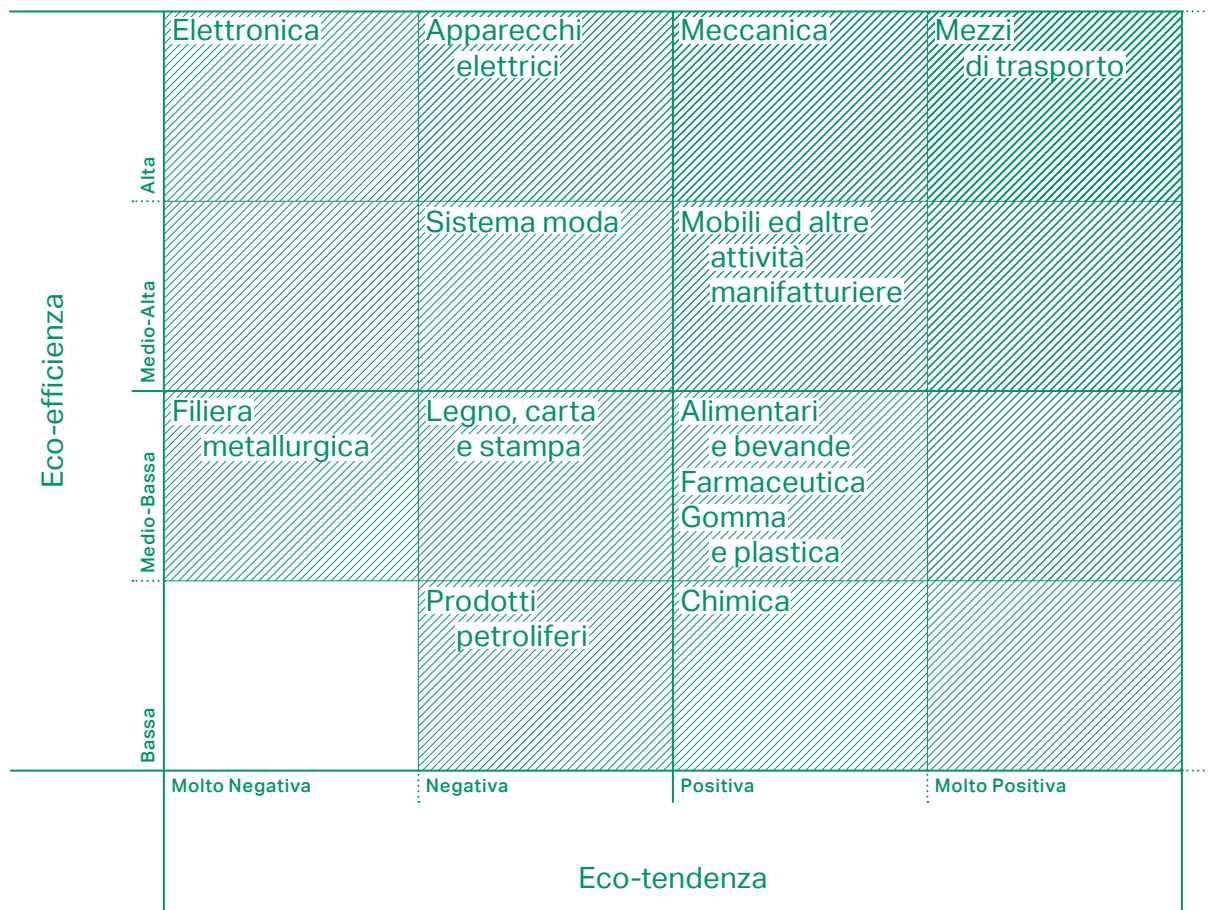 Elettronica
Apparecchi
elettrici
Meccanica
Mezzi
di trasporto
Alta
Sistema moda
Mobili ed altre
attività
manifatturiere
Medio-Alta
Eco-efficienza
Filiera
metallurgica
Legno, carta
e stampa
Alimentari
e bevande
Farmaceutica
Gomma
e plastica
Medio-Bassa
Prodotti
petroliferi
Chimica
Bassa
Molto Negativa
Negativa
Positiva
Molto Positiva
Eco-tendenza